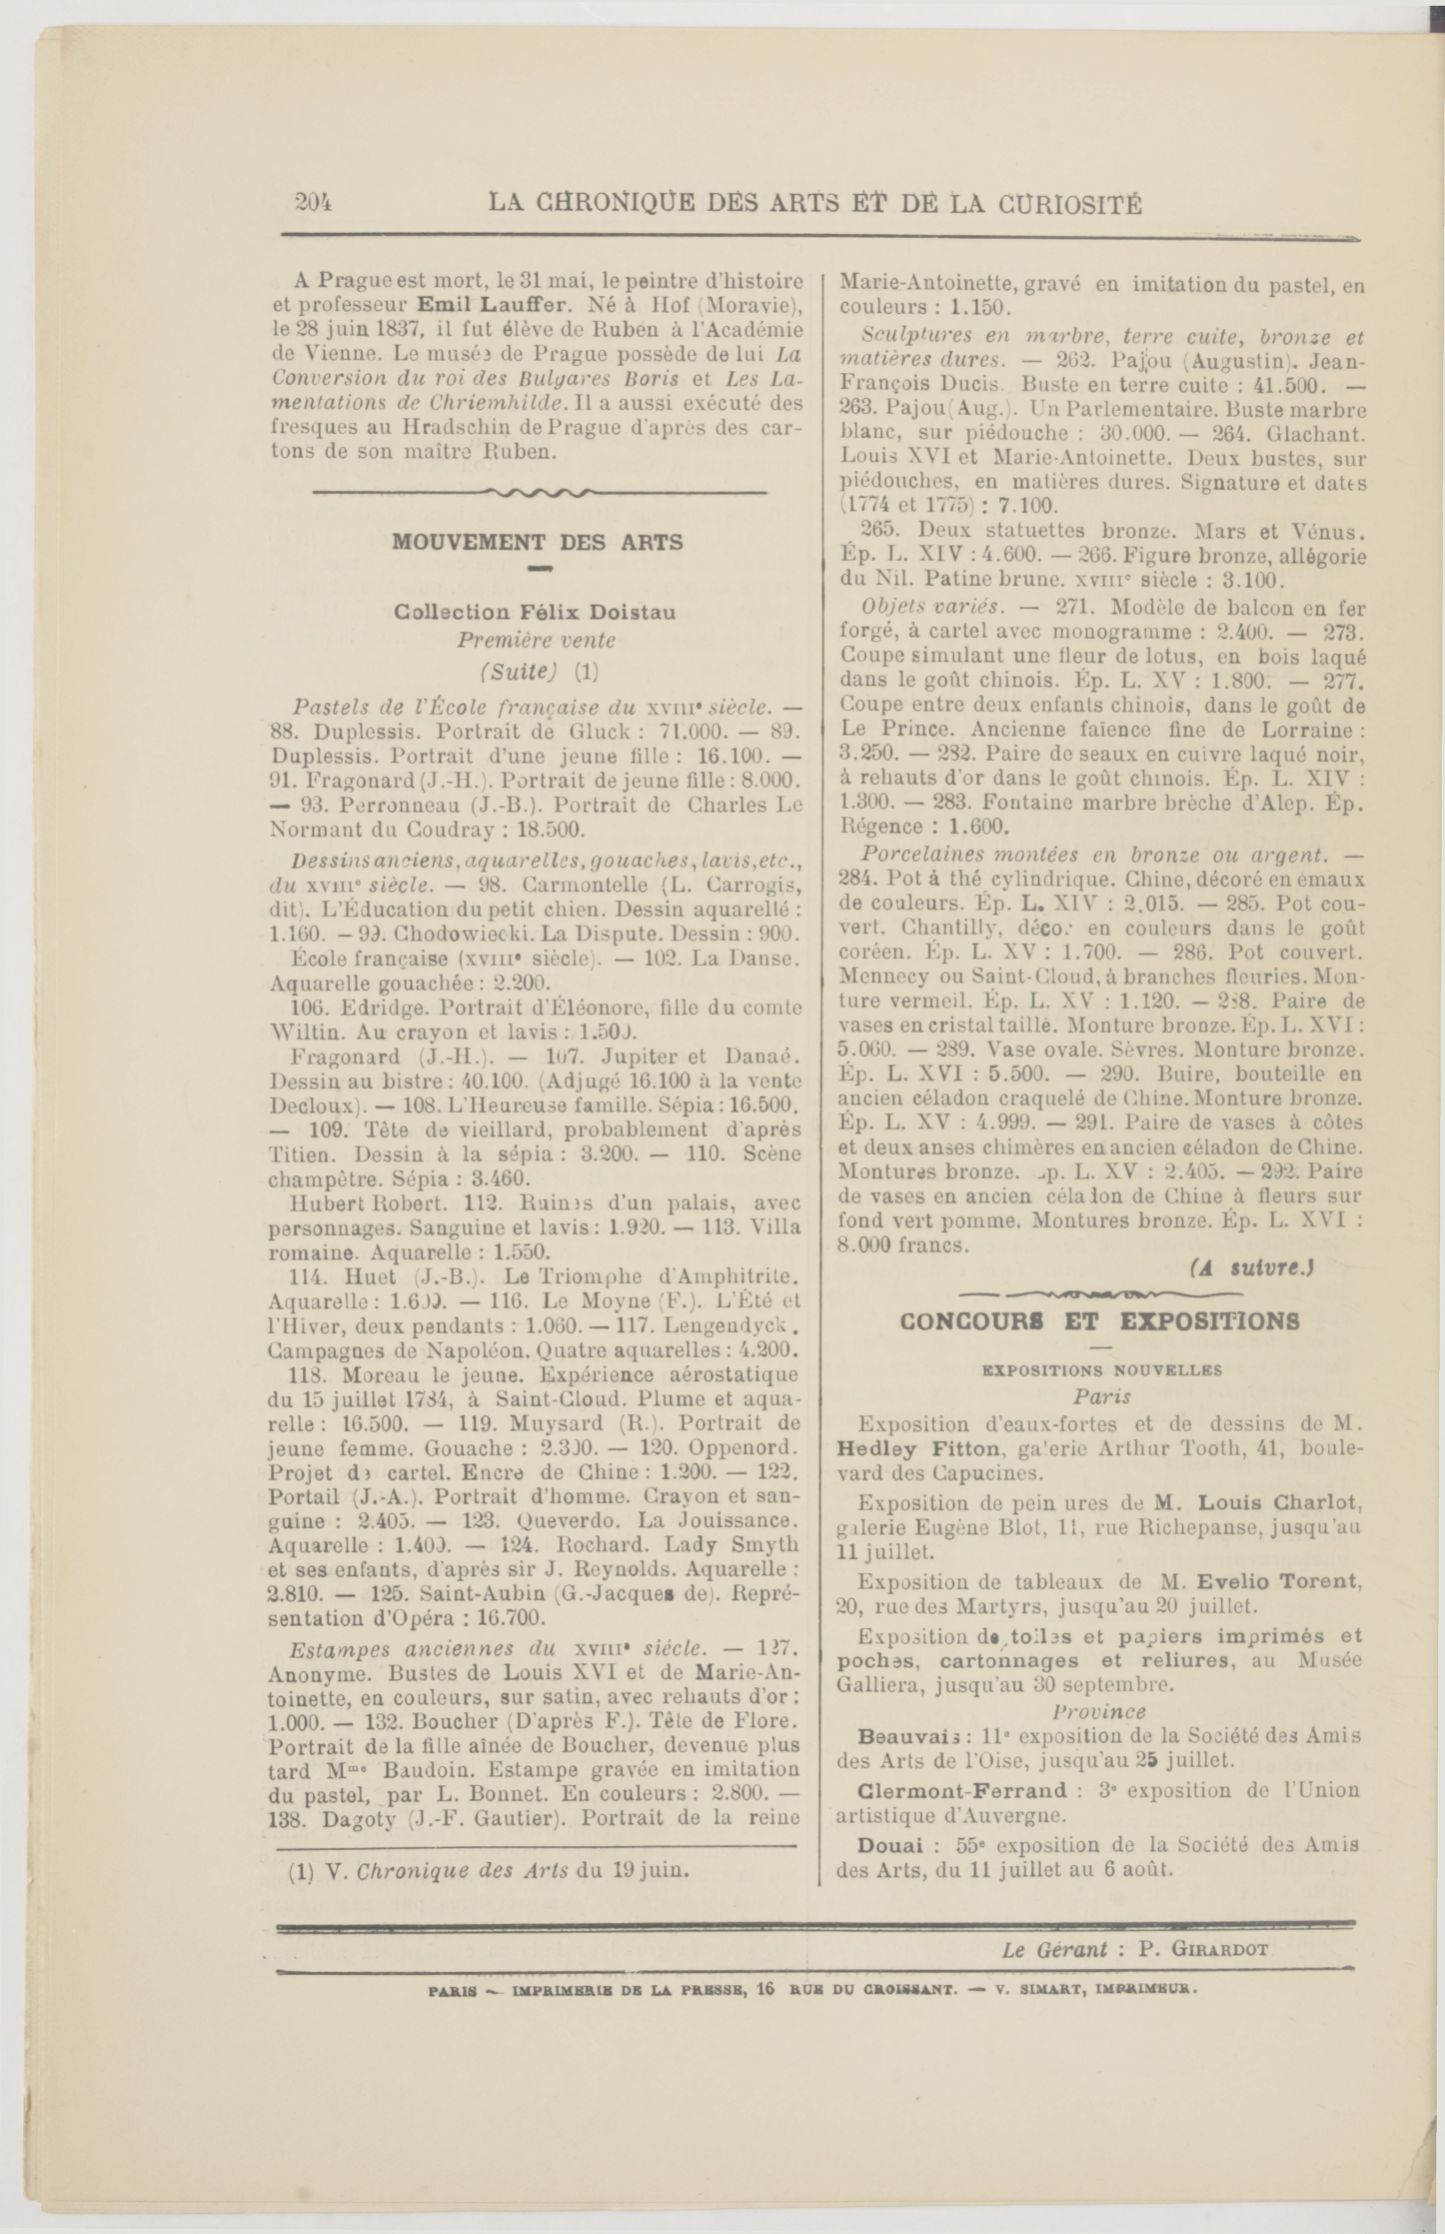 204 LA CHRONIQUE DES ARTS ET DE LA CURIOSITÉ
A Prague est mort, le 31 mai, le peintre d'histoire
et professeur Emil Lauffer. Né à Hof (Moravie),
le 28 juin 1837, il fut élève de Ruben à l'Académie
de Vienne. Le musée de Prague possède de lui La
Conversion du roi des Bulgares Boris et Les La-
mentations de Chriemhilde. Il a aussi exécuté des
fresques au Hradschin de Prague d'après des car-
tons de son maître Ruben.
MOUVEMENT DES ARTS
Collection Félix Doistau
Première vente
(Suite) (1)
Pastels de l'École française du XVIIIe siècle. —
88. Duplessis. Portrait de Gluck : 71.000. — 89.
Duplessis. Portrait d'une jeune fille : 16.100. —
91. Fragonard (J.-H.). Portrait de jeune fille : 8.000.
— 93. Perronneau (J.-B.). Portrait de Charles Le
Normant du Coudray : 18.500.
Dessins anciens, aquarelles, gouaches, lavis, etc.,
du XVIIIe siècle. — 98. Carmontelle (L. Carrogis,
dit). L'Éducation du petit chien. Dessin aquarellé :
1.160. — 99. Chodowiecki. La Dispute. Dessin : 900.
École française (XVIIIe siècle). — 102. La Danse.
Aquarelle gouachée : 2.200.
106. Edridge. Portrait d'Éléonore, fille du comte
Wiltin. Au crayon et lavis : 1.500.
Fragonard (J.-H.). — 107. Jupiter et Danaé.
Dessin au bistre : 40.100. (Adjugé 16.100 à la vente
Decloux). — 108. L'Heureuse famille. Sépia : 16.500.
— 109. Tête de vieillard, probablement d'après
Titien. Dessin à la sépia : 3.200. — 110. Scène
champêtre. Sépia : 3.460.
Hubert Robert. 112. Ruines d'un palais, avec
personnages. Sanguine et lavis : 1.920. — 113. Villa
romaine. Aquarelle : 1.550.
114. Huet (J.-B.). Le Triomphe d'Amphitrite.
Aquarelle : 1.600. — 116. Le Moyne (F.). L'Été et
l'Hiver, deux pendants : 1.060. — 117. Lengendyck.
Campagnes de Napoléon. Quatre aquarelles : 4.200.
118. Moreau le jeune. Expérience aérostatique
du 15 juillet 1784, à Saint-Cloud. Plume et aqua-
relle : 16.500. — 119. Muysard (R.). Portrait de
jeune femme. Gouache : 2.300. — 120. Oppenord.
Projet de cartel. Encre de Chine : 1.200. — 122.
Portail (J.-A.). Portrait d'homme. Crayon et san-
guine : 2.405. — 123. Queverdo. La Jouissance.
Aquarelle : 1.400. — 124. Rochard. Lady Smyth
et ses enfants, d'après sir J. Reynolds. Aquarelle :
2.810. — 125. Saint-Aubin (G.-Jacques de). Repré-
sentation d'Opéra : 16.700.
Estampes anciennes du XVIIIe siécle. — 127.
Anonyme. Bustes de Louis XVI et de Marie-An-
toinette, en couleurs, sur satin, avec rehauts d'or :
1.000. — 132. Boucher (D'après F.). Tête de Flore.
Portrait de la fille aînée de Boucher, devenue plus
tard Mme Baudoin. Estampe gravée en imitation
du pastel, par L. Bonnet. En couleurs : 2.800. —
138. Dagoty (J.-F. Gautier). Portrait de la reine
(1) V. Chronique des Arts du 19 juin.
Marie-Antoinette, gravé en imitation du pastel, en
couleurs : 1.150.
Sculptures en marbre, terre cuite, bronze et
matières dures. — 262. Pajou (Augustin). Jean-
François Ducis. Buste en terre cuite : 41.500. —
263. Pajou (Aug.). Un Parlementaire. Buste marbre
blanc, sur piédouche : 30.000. — 264. Glachant.
Louis XVI et Marie-Antoinette. Deux bustes, sur
piédouches, en matières dures. Signature et dates
(1774 et 1775) : 7.100.
265. Deux statuettes bronze. Mars et Vénus.
Ép. L. XIV : 4.600. — 266. Figure bronze, allégorie
du Nil. Patine brune. XVIIIe siècle : 3.100.
Objets variés. — 271. Modèle de balcon en fer
forgé, à cartel avec monogramme : 2.400. — 273.
Coupe simulant une fleur de lotus, en bois laqué
dans le goût chinois. Ép. L. XV : 1.800. — 277.
Coupe entre deux enfants chinois, dans le goût de
Le Prince. Ancienne faïence fine de Lorraine :
3.250. — 282. Paire de seaux en cuivre laqué noir,
à rehauts d'or dans le goût chinois. Ép. L. XIV :
1.300. — 283. Fontaine marbre brèche d'Alep. Ép.
Régence : 1.600.
Porcelaines montées en bronze ou argent. —
284. Pot à thé cylindrique. Chine, décoré en émaux
de couleurs. Ép. L. XIV : 2.015. — 285. Pot cou-
vert. Chantilly, décor en couleurs dans le goût
coréen. Ép. L. XV : 1.700. — 286. Pot couvert.
Mennecy ou Saint-Cloud, à branches fleuries. Mon-
ture vermeil. Ép. L. XV : 1.120. — 288. Paire de
vases en cristal taillé. Monture bronze. Ép. L. XVI :
5.060. — 289. Vase ovale. Sèvres. Monture bronze.
Ép. L. XVI : 5.500. — 290. Buire, bouteille en
ancien céladon craquelé de Chine. Monture bronze.
Ép. L. XV : 4.999. — 291. Paire de vases à côtes
et deux anses chimères en ancien céladon de Chine.
Montures bronze. Ép. L. XV : 2.405. — 292. Paire
de vases en ancien céladon de Chine à fleurs sur
fond vert pomme. Montures bronze. Ép. L. XVI :
8.000 francs.
(A suivre.)
CONCOURS ET EXPOSITIONS
EXPOSITIONS NOUVELLES
Paris
Exposition d'eaux-fortes et de dessins de M.
Hedley Fitton, galerie Arthur Tooth, 41, boule-
vard des Capucines.
Exposition de peintures de M. Louis Charlot,
galerie Eugène Blot, 11, rue Richepanse, jusqu'au
11 juillet.
Exposition de tableaux de M. Evelio Torent,
20, rue des Martyrs, jusqu'au 20 juillet.
Exposition de toiles et papiers imprimés et
poches, cartonnages et reliures, au Musée
Galliera, jusqu'au 30 septembre.
Province
Beauvais : 11e exposition de la Société des Amis
des Arts de l'Oise, jusqu'au 25 juillet.
Clermont-Ferrand : 3e exposition de l'Union
artistique d'Auvergne.
Douai : 55e exposition de la Société des Amis
des Arts, du 11 juillet au 6 août.
Le Gérant : P. GIRARDOT
PARIS — IMPRIMERIE DE LA PRESSE, 16 RUE DU CROISSANT. — V. SIMART, IMPRIMEUR.